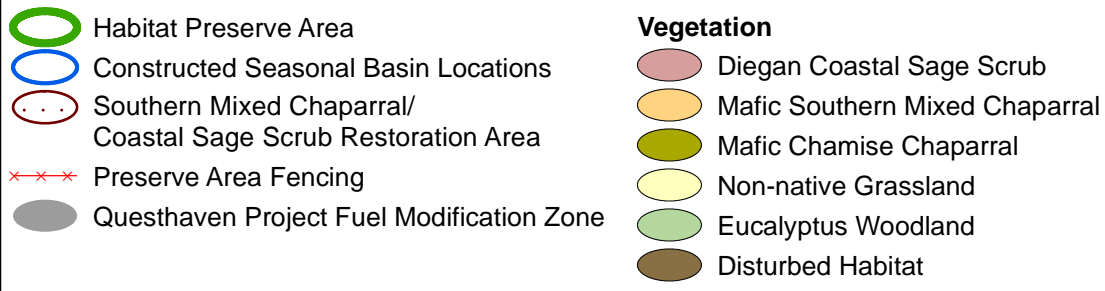 Habitat Preserve Area
Constructed Seasonal Basin Locations
Southern Mixed Chaparral/
Coastal Sage Scrub Restoration Area
Preserve Area Fencing
Questhaven Project Fuel Modification Zone
Vegetation
Diegan Coastal Sage Scrub
Mafic Southern Mixed Chaparral
Mafic Chamise Chaparral
Non-native Grassland
Eucalyptus Woodland
Disturbed Habitat